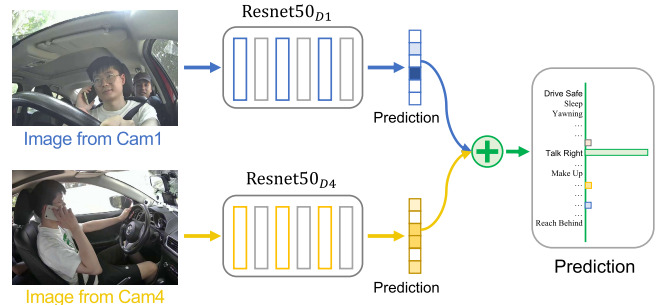 Resnet50D1
Image from Cam1
Prediction
Resnet50D4
Image from Cam4
Prediction
Drive Safe
Sleep
Yawning
...
...
Talk Right
...
Make Up
...
...
...
Reach Behind
Prediction